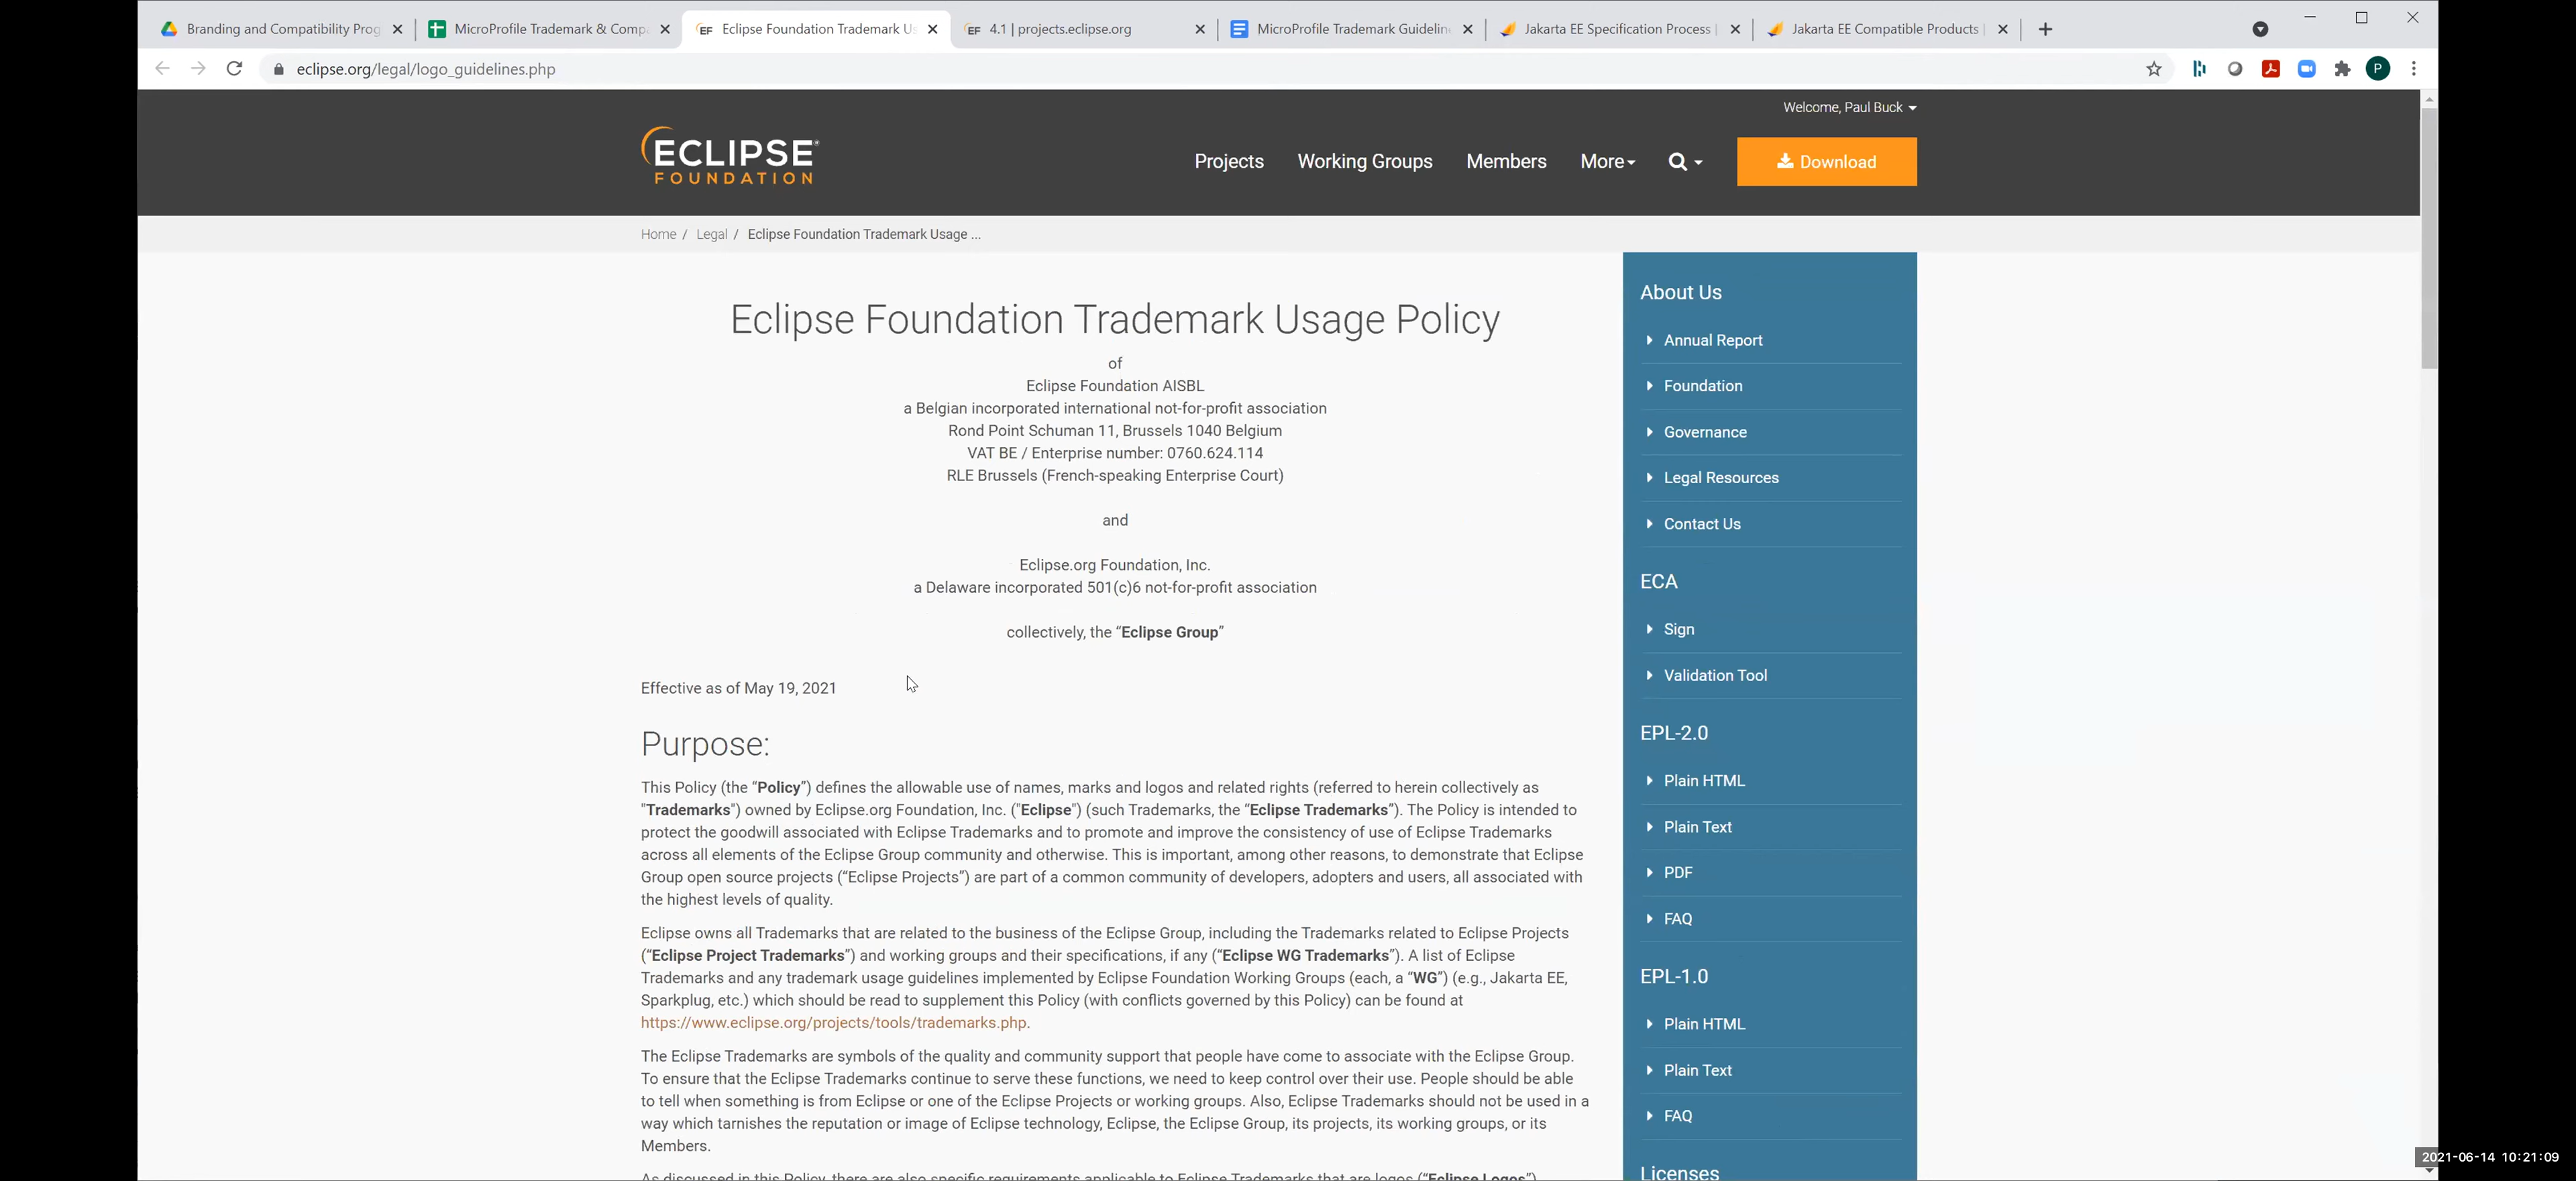 Branding and Compatibility Prog
MicroProfile Trademark & Compa
Eclipse Foundation Trademark Us
4.1 | projects.eclipse.org
MicroProfile Trademark Guidelin
Jakarta EE Specification Process |
Jakarta EE Compatible Products |
eclipse.org/legal/logo_guidelines.php
P
Welcome, Paul Buck
ECLIPSE®
FOUNDATION
Projects
Working Groups
Members
More
Download
Home / Legal / Eclipse Foundation Trademark Usage ...
Eclipse Foundation Trademark Usage Policy
of
Eclipse Foundation AISBL
a Belgian incorporated international not-for-profit association
Rond Point Schuman 11, Brussels 1040 Belgium
VAT BE / Enterprise number: 0760.624.114
RLE Brussels (French-speaking Enterprise Court)
and
Eclipse.org Foundation, Inc.
a Delaware incorporated 501(c)6 not-for-profit association
collectively, the “Eclipse Group”
Effective as of May 19, 2021
Purpose:
This Policy (the “Policy”) defines the allowable use of names, marks and logos and related rights (referred to herein collectively as
"Trademarks") owned by Eclipse.org Foundation, Inc. ("Eclipse") (such Trademarks, the “Eclipse Trademarks”). The Policy is intended to
protect the goodwill associated with Eclipse Trademarks and to promote and improve the consistency of use of Eclipse Trademarks
across all elements of the Eclipse Group community and otherwise. This is important, among other reasons, to demonstrate that Eclipse
Group open source projects (“Eclipse Projects”) are part of a common community of developers, adopters and users, all associated with
the highest levels of quality.
Eclipse owns all Trademarks that are related to the business of the Eclipse Group, including the Trademarks related to Eclipse Projects
(“Eclipse Project Trademarks”) and working groups and their specifications, if any (“Eclipse WG Trademarks”). A list of Eclipse
Trademarks and any trademark usage guidelines implemented by Eclipse Foundation Working Groups (each, a “WG”) (e.g., Jakarta EE,
Sparkplug, etc.) which should be read to supplement this Policy (with conflicts governed by this Policy) can be found at
https://www.eclipse.org/projects/tools/trademarks.php.
The Eclipse Trademarks are symbols of the quality and community support that people have come to associate with the Eclipse Group.
To ensure that the Eclipse Trademarks continue to serve these functions, we need to keep control over their use. People should be able
to tell when something is from Eclipse or one of the Eclipse Projects or working groups. Also, Eclipse Trademarks should not be used in a
way which tarnishes the reputation or image of Eclipse technology, Eclipse, the Eclipse Group, its projects, its working groups, or its
Members.
As discussed in this Policy, there are also specific requirements applicable to Eclipse Trademarks that are logos (“Eclipse Logos”)
About Us
Annual Report
Foundation
Governance
Legal Resources
Contact Us
ECA
Sign
Validation Tool
EPL-2.0
Plain HTML
Plain Text
PDF
FAQ
EPL-1.0
Plain HTML
Plain Text
FAQ
Licenses
2021-06-14 10:21:09